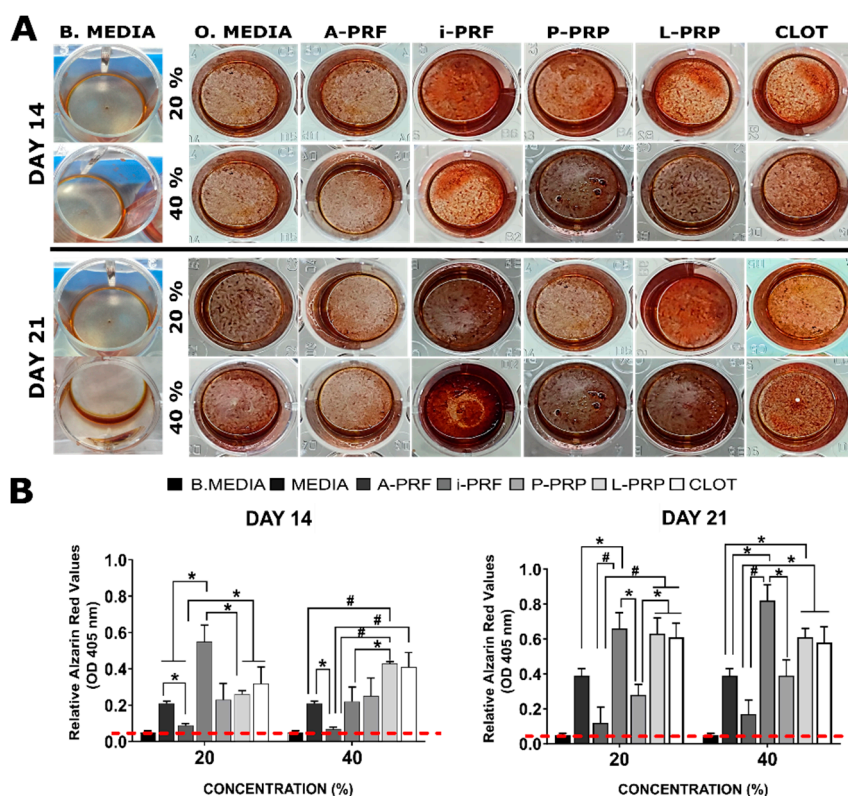 A
B. MEDIA O. MEDIA A-PRF i-PRF P-PRP L-PRP CLOT
DAY 14
20 %
40 %
DAY 21
20 %
40 %
B
B.MEDIA MEDIA A-PRF i-PRF P-PRP L-PRP CLOT
DAY 14
Relative Alzarin Red Values
(OD 405 nm)
1.0
0.8
0.6
0.4
0.2
0.0
* * * * # # # * *
20 40
CONCENTRATION (%)
DAY 21
Relative Alzarin Red Values
(OD 405 nm)
1.0
0.8
0.6
0.4
0.2
0.0
* # # * * * * * # *
20 40
CONCENTRATION (%)